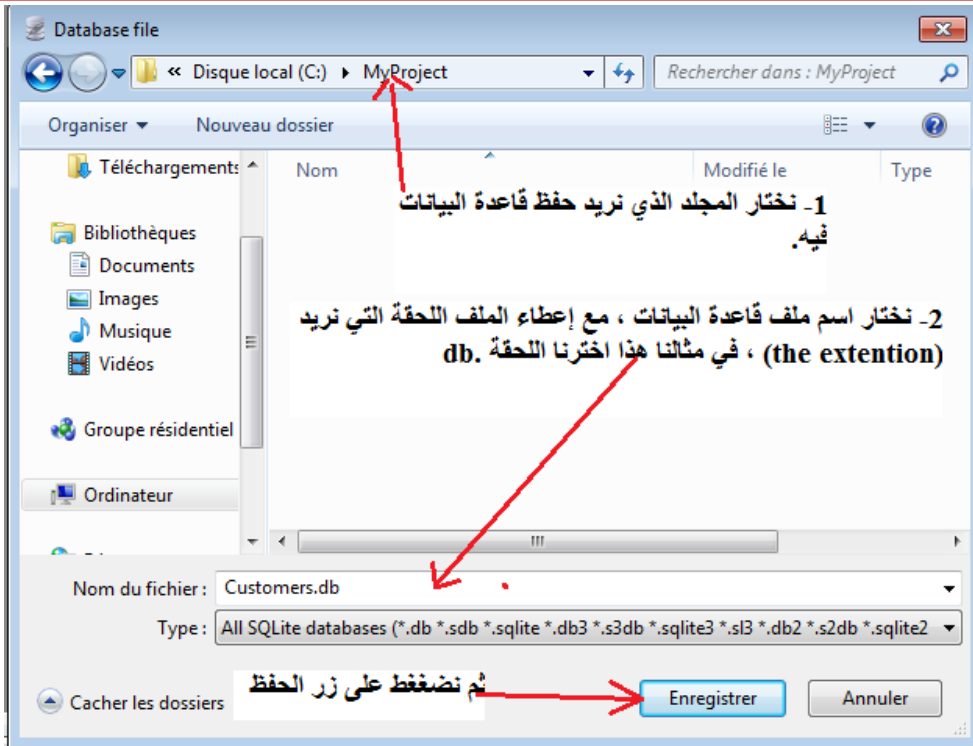 Database file
« Disque local (C:) ▸ MyProject
Rechercher dans : MyProject
Organiser
Nouveau dossier
Téléchargements
Nom
Modifié le
Type
1- نختار المجلد الذي نريد حفظ قاعدة البيانات
فيه.
Bibliothèques
Documents
Images
Musique
Vidéos
2- نختار اسم ملف قاعدة البيانات ، مع إعطاء الملف اللحقة التي نريد
(the extention) ، في مثالنا هذا اخترنا اللحقة .db
Groupe résidentiel
Ordinateur
Nom du fichier : Customers.db
Type : All SQLite databases (*.db *.sdb *.sqlite *.db3 *.s3db *.sqlite3 *.sl3 *.db2 *.s2db *.sqlite2
ثم نضغغط على زر الحفظ
Cacher les dossiers
Enregistrer
Annuler